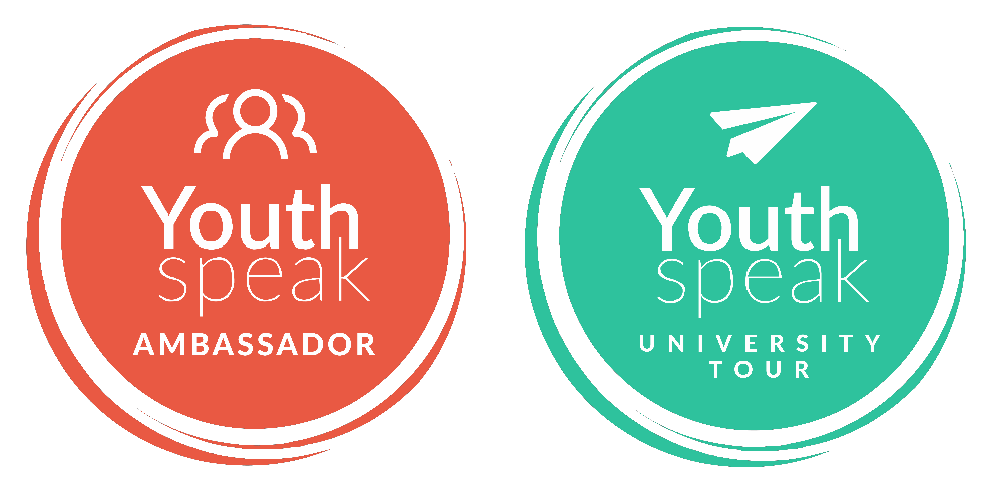 Youth
speak
AMBASSADOR
Youth
speak
UNIVERSITY
TOUR